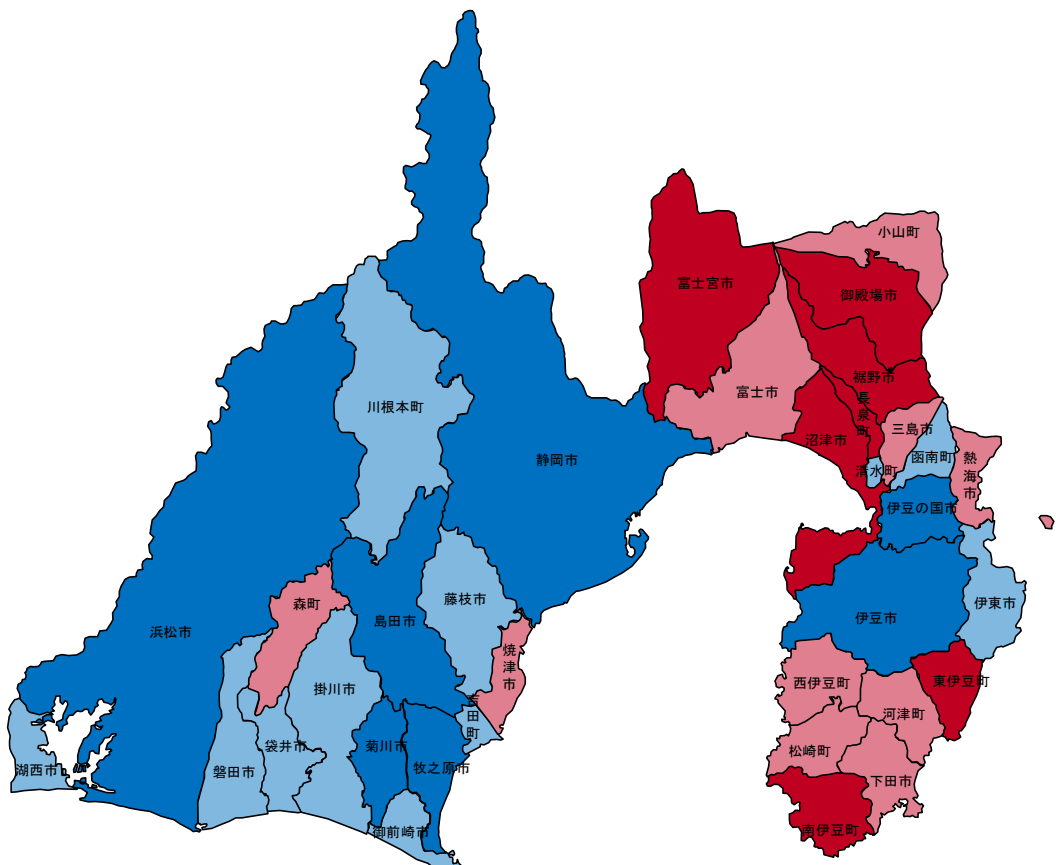 小山町
富士宮市
御殿場市
裾野市
富士市
長泉町
川根本町
三島市
沼津市
函南町
静岡市
清水町
熱海市
伊豆の国市
藤枝市
森町
伊東市
島田市
伊豆市
浜松市
焼津市
西伊豆町
東伊豆町
掛川市
吉田町
河津町
袋井市
菊川市
松崎町
湖西市
磐田市
牧之原市
下田市
御前崎市
南伊豆町